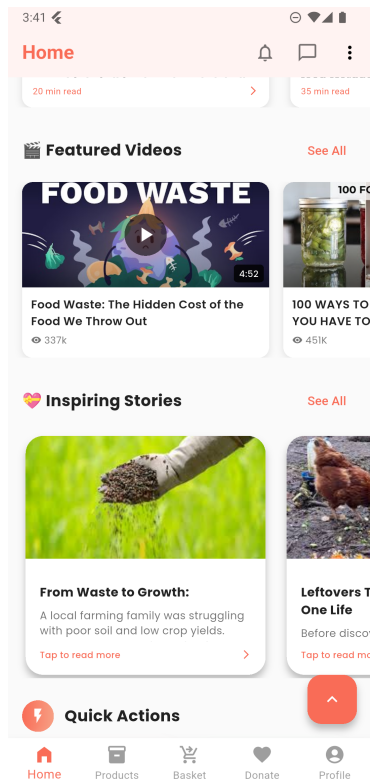 3:41
Home
20 min read
35 min read
Featured Videos
See All
FOOD WASTE
4:52
Food Waste: The Hidden Cost of the
Food We Throw Out
337k
100 FO
100 WAYS TO
YOU HAVE TO
451K
Inspiring Stories
See All
From Waste to Growth:
A local farming family was struggling
with poor soil and low crop yields.
Tap to read more
Leftovers T
One Life
Before disco
Tap to read mo
Quick Actions
Home
Products
Basket
Donate
Profile